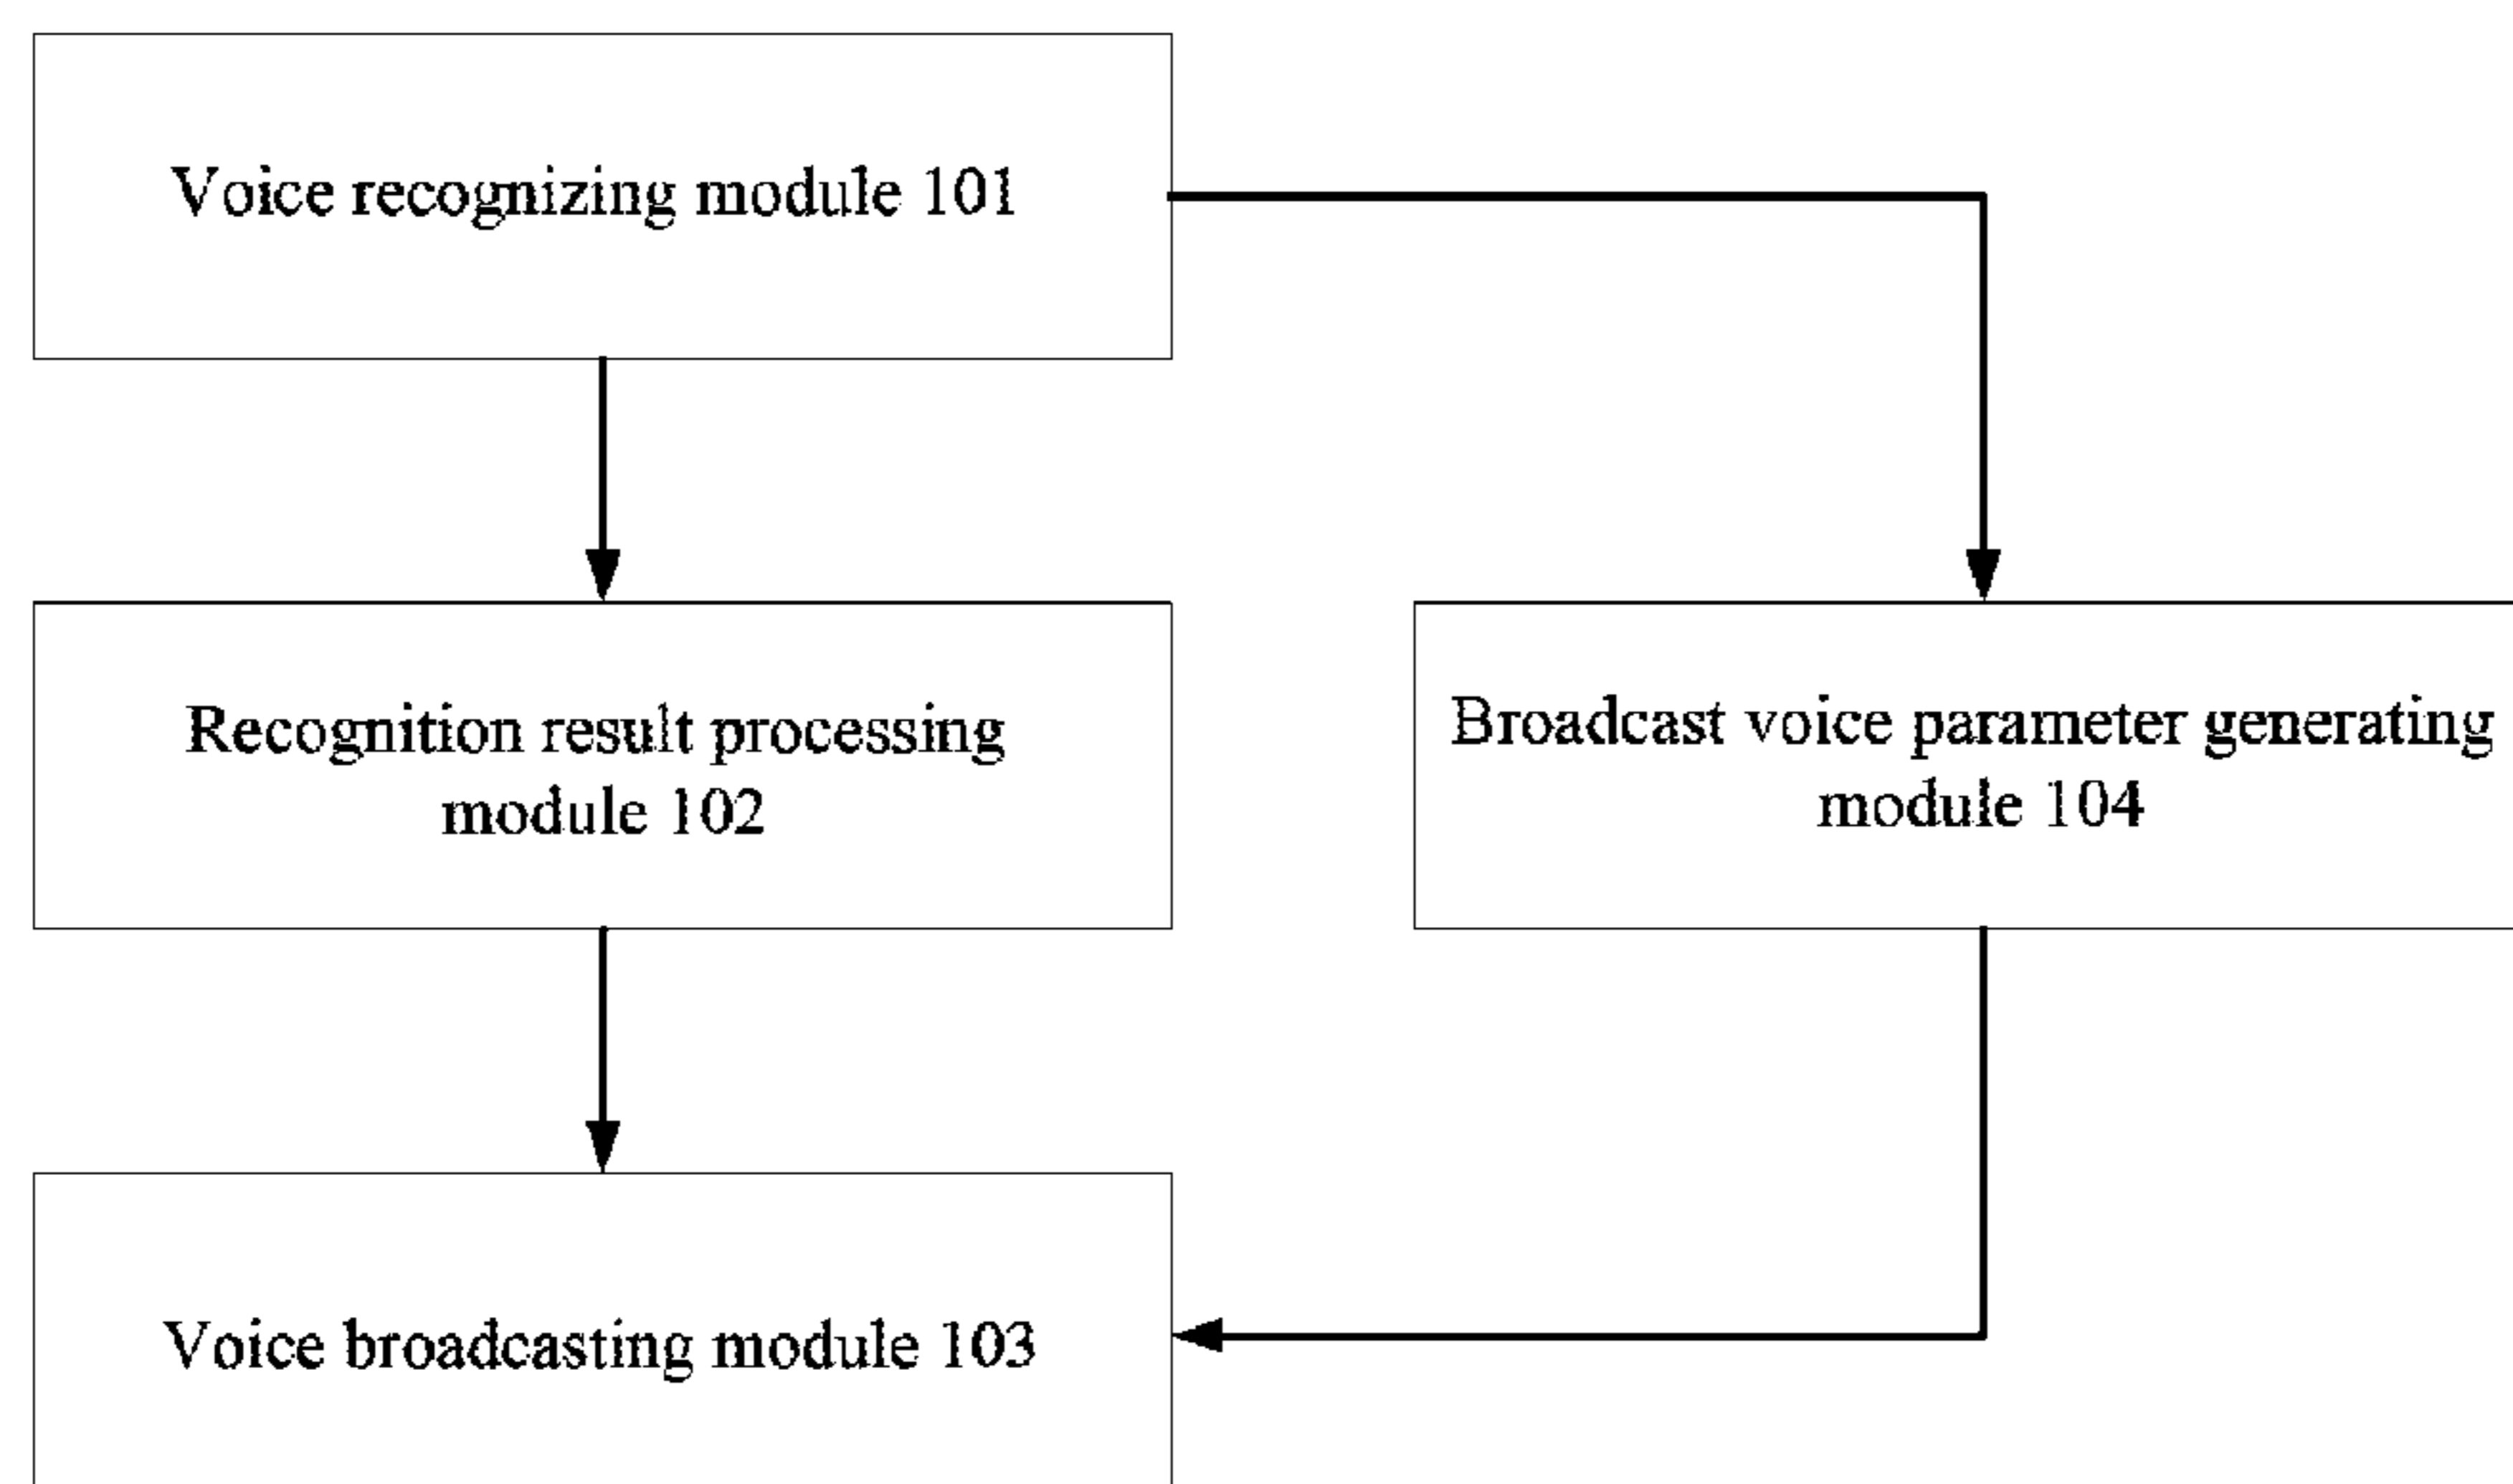 Voice recognizing module 101
Recognition result processing
module 102
Broadcast voice parameter generating
module 104
Voice broadcasting module 103